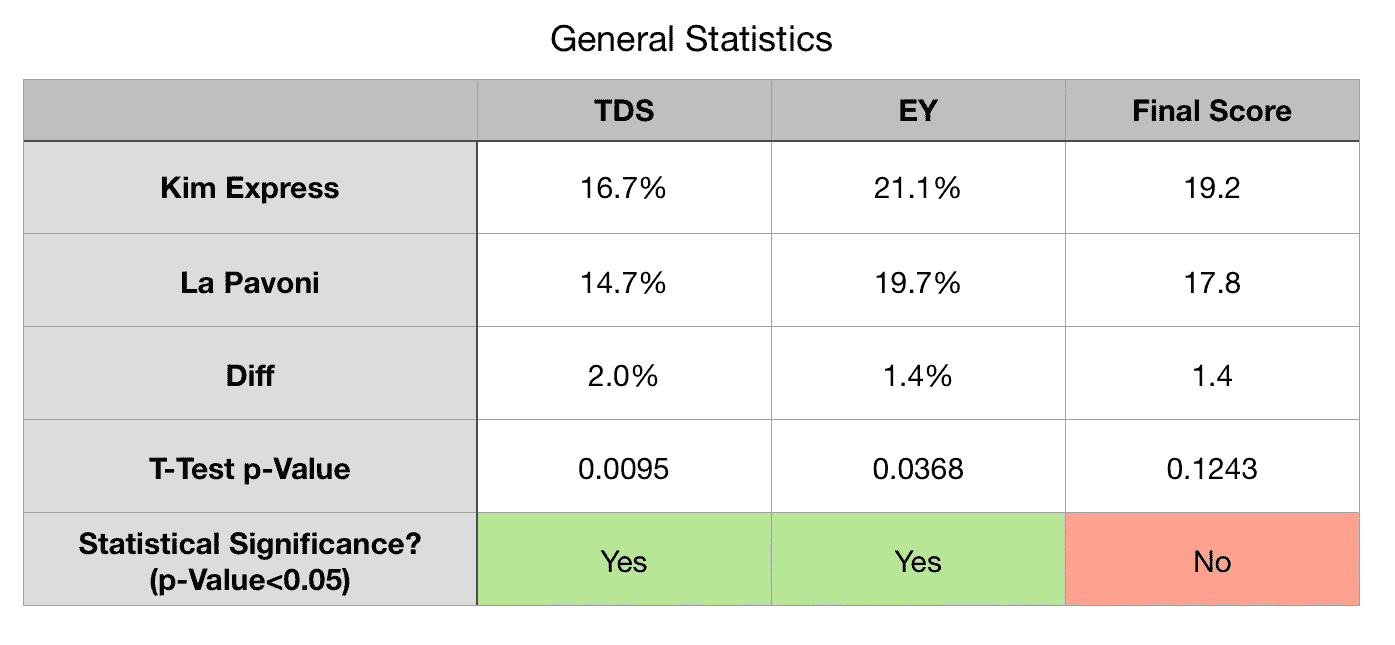 General Statistics
TDS EY Final Score
Kim Express 16.7% 21.1% 19.2
La Pavoni 14.7% 19.7% 17.8
Diff 2.0% 1.4% 1.4
T-Test p-Value 0.0095 0.0368 0.1243
Statistical Significance?
(p-Value<0.05) Yes Yes No